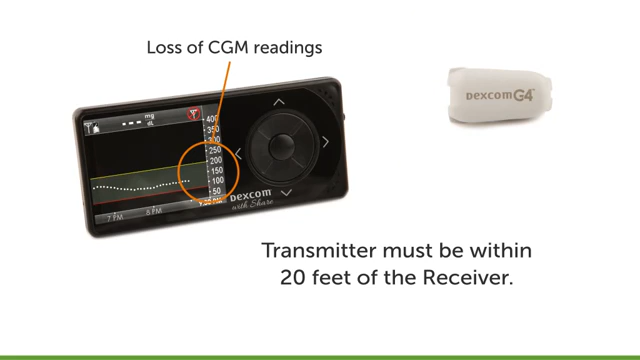 Loss of CGM readings
DEXCOM G4™
---
mg
dL
400
350
300
250
200
150
100
50
7 PM
8 PM
DEXCOM
with Share
Transmitter must be within
20 feet of the Receiver.